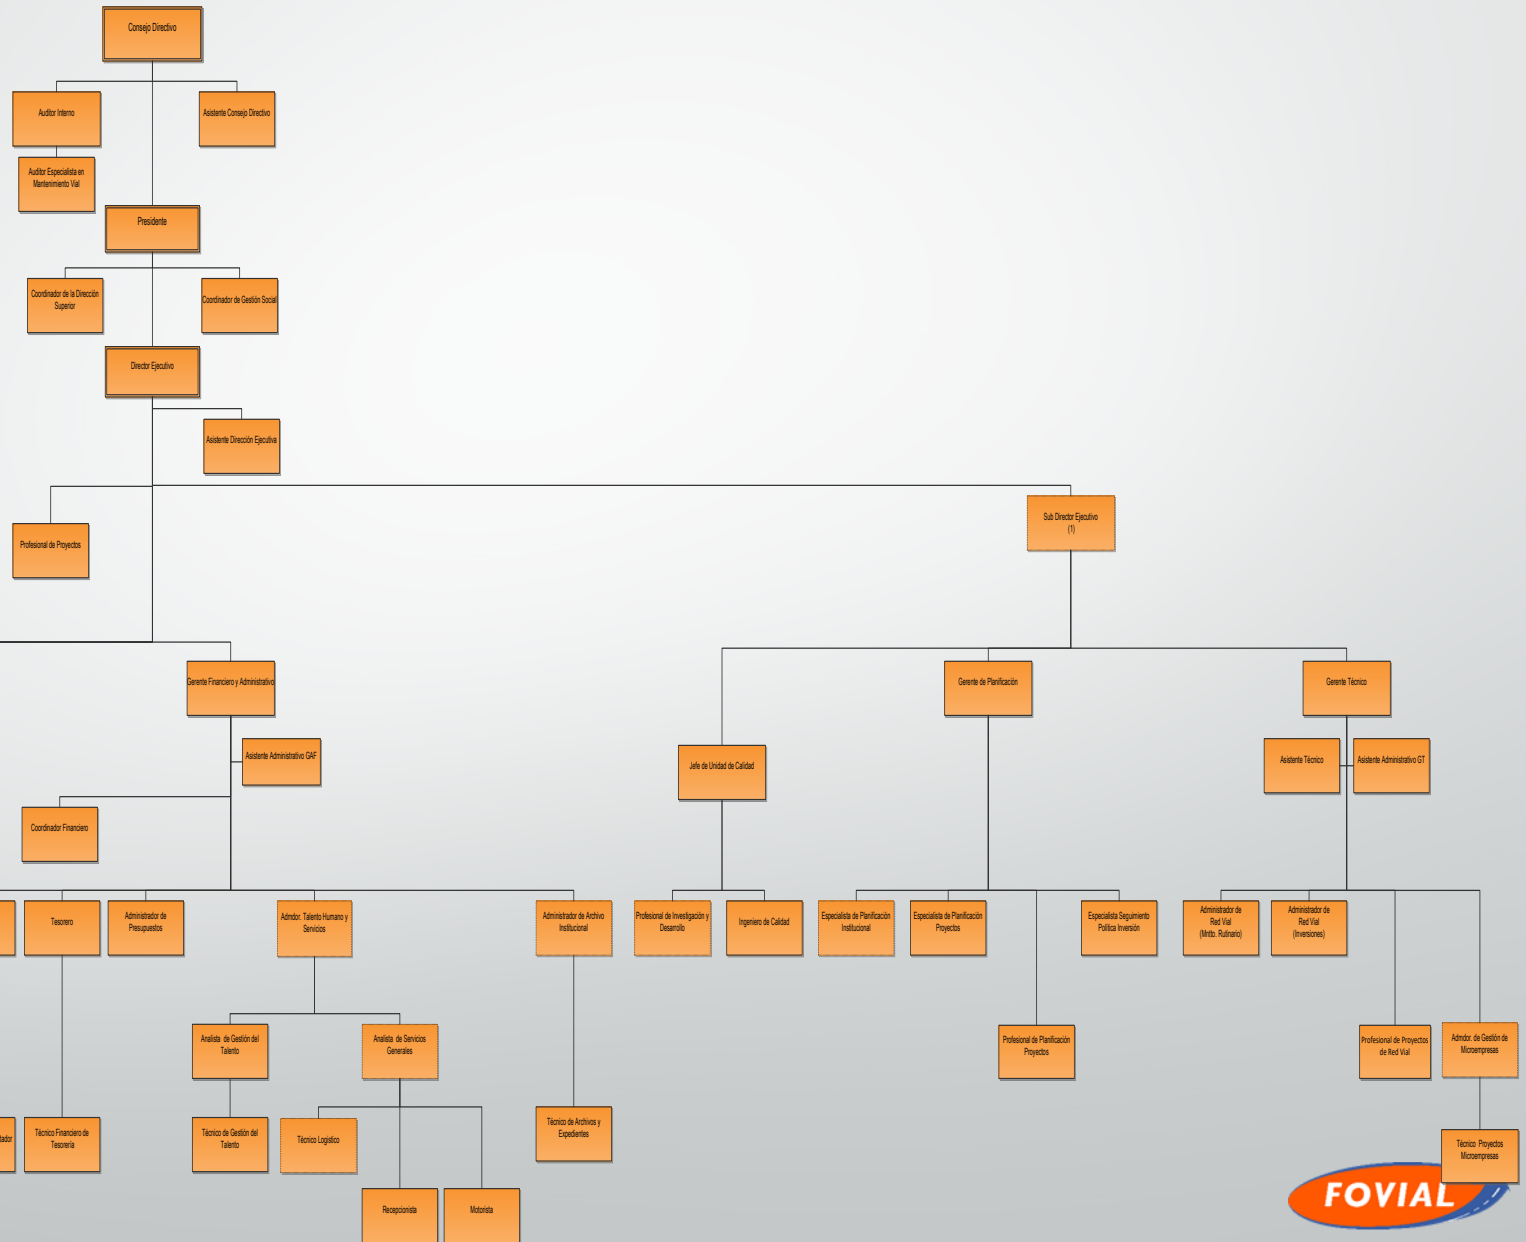 Consejo Directivo
Auditor Interno
Asistente Consejo Directivo
Auditor Especialista en
Mantenimiento Vial
Presidente
Coordinador de la Dirección
Superior
Coordinador de Gestión Social
Director Ejecutivo
Asistente Dirección Ejecutiva
Sub Director Ejecutivo
(1)
Profesional de Proyectos
Gerente Financiero y Administrativo
Gerente de Planificación
Gerente Técnico
Asistente Administrativo GAF
Jefe de Unidad de Calidad
Asistente Técnico
Asistente Administrativo GT
Coordinador Financiero
Tesorero
Administrador de
Presupuestos
Admdor. Talento Humano y
Servicios
Administrador de Archivo
Institucional
Profesional de Investigación y
Desarrollo
Ingeniero de Calidad
Especialista de Planificación
Institucional
Especialista de Planificación
Proyectos
Especialista Seguimiento
Política Inversión
Administrador de
Red Vial
(Mntto. Rutinario)
Administrador de
Red Vial
(Inversiones)
Analista de Gestión del
Talento
Analista de Servicios
Generales
Profesional de Planificación
Proyectos
Profesional de Proyectos
de Red Vial
Admdor. de Gestión de
Microempresas
tador
Técnico Financiero de
Tesorería
Técnico de Gestión del
Talento
Técnico Logístico
Técnico de Archivos y
Expedientes
Técnico Proyectos
Microempresas
Recepcionista
Motorista
FOVIAL